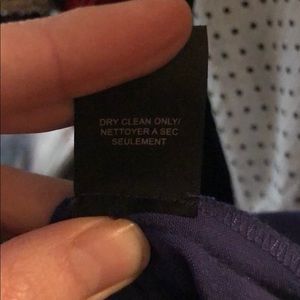 DRY CLEAN ONLY/
NETTOYER A SEC
SEULEMENT